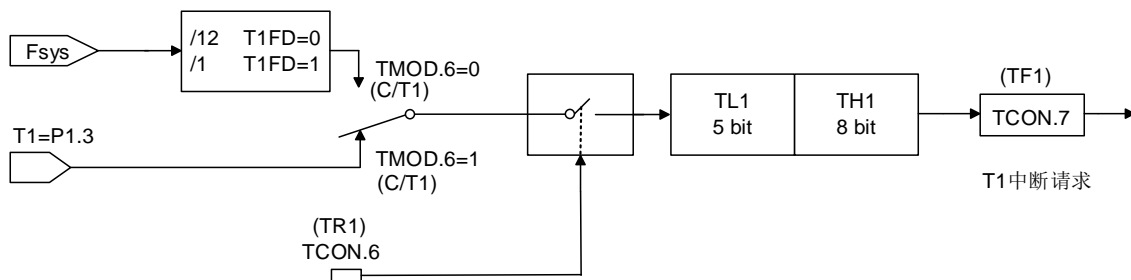 Fsys
/12 T1FD=0
/1 T1FD=1
TMOD.6=0
(C/T1)
T1=P1.3
TMOD.6=1
(C/T1)
(TR1)
TCON.6
TL1
5 bit
TH1
8 bit
(TF1)
TCON.7
T1中断请求